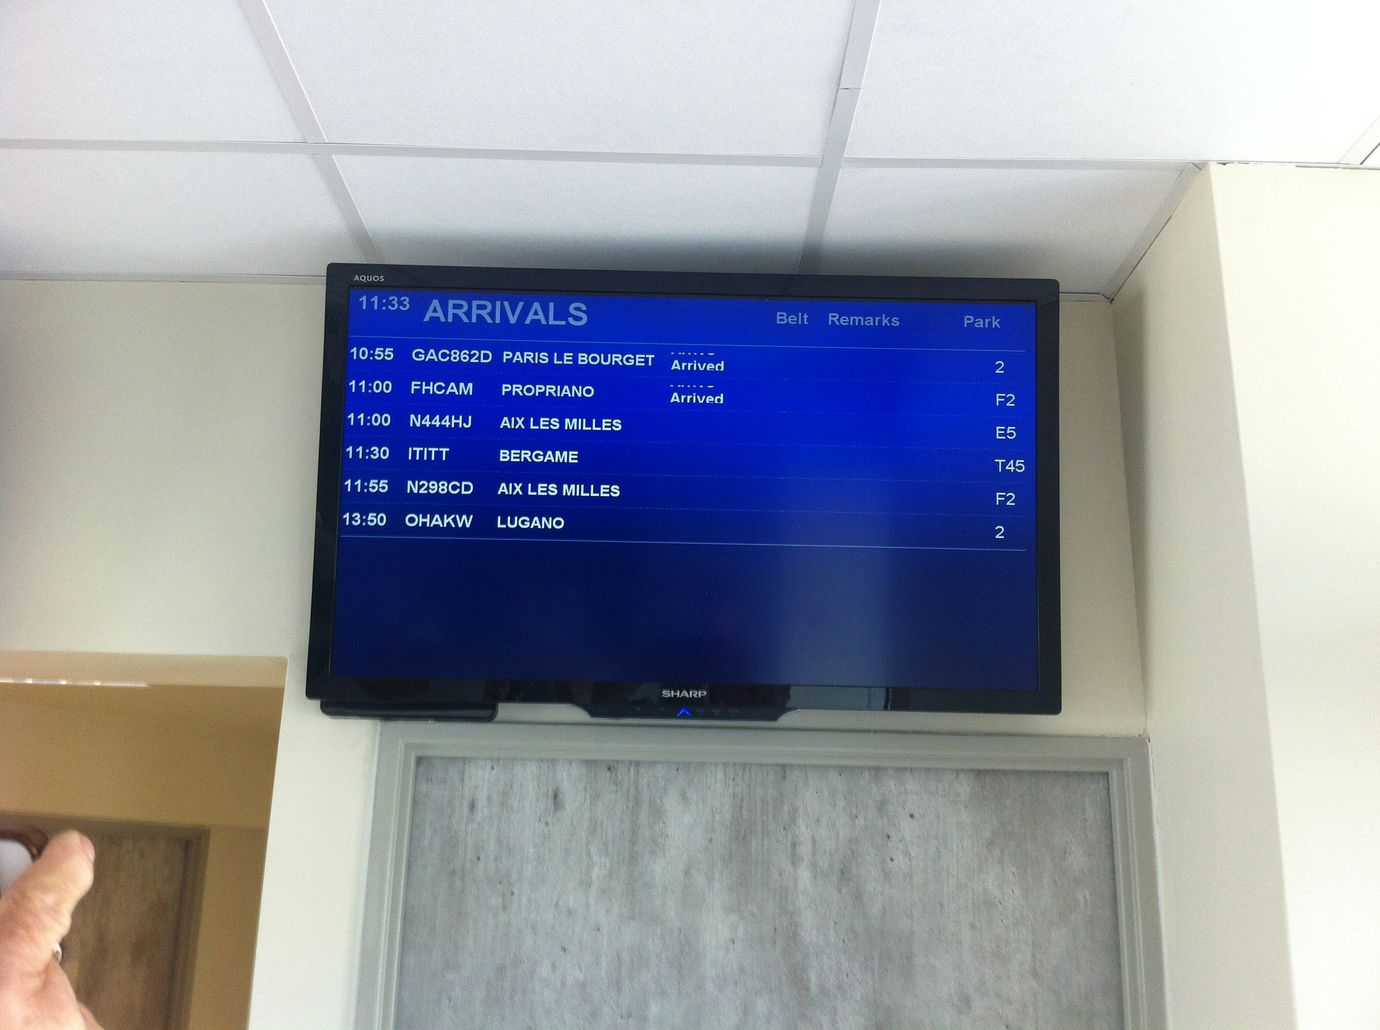 AQUOS
11:33 ARRIVALS Belt Remarks Park
10:55 GAC862D PARIS LE BOURGET Arrived 2
11:00 FHCAM PROPRIANO Arrived F2
11:00 N444HJ AIX LES MILLES E5
11:30 ITITT BERGAME T45
11:55 N298CD AIX LES MILLES F2
13:50 OHAKW LUGANO 2
SHARP